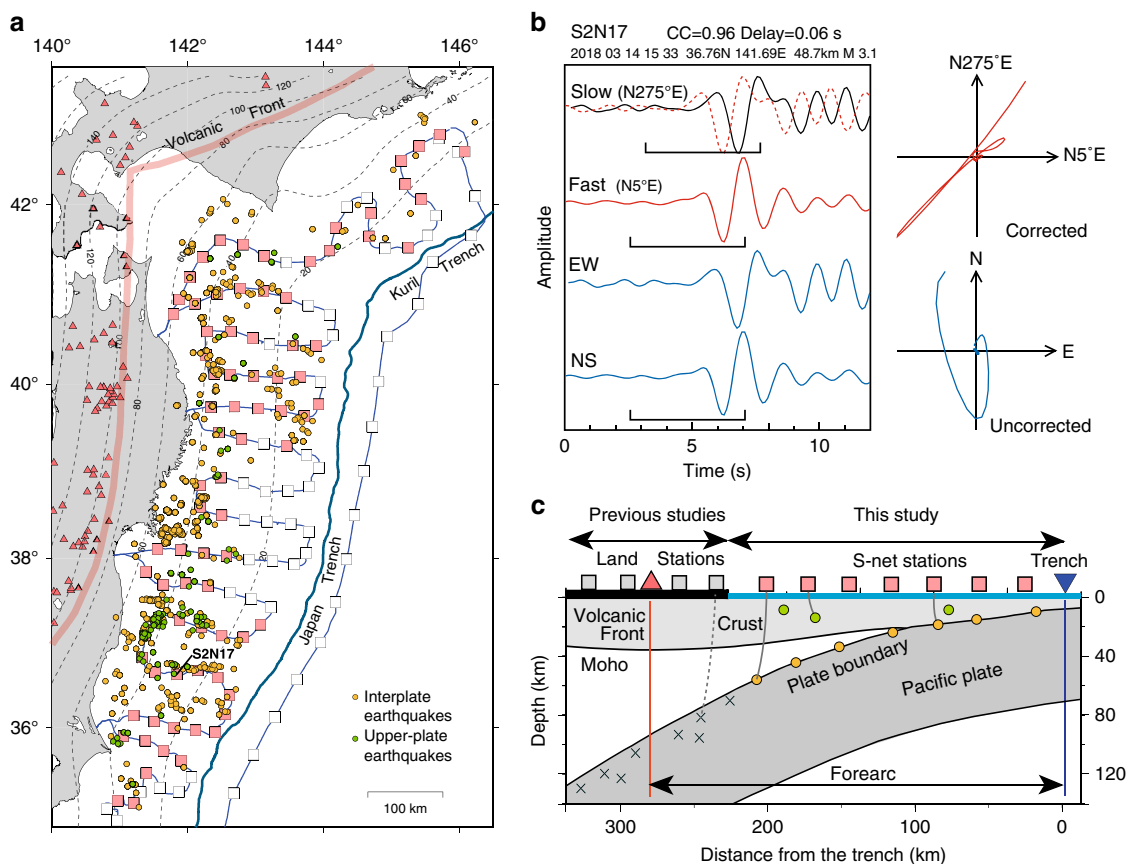 a
140°
142°
144°
146°
42°
40°
38°
36°
Volcanic Front
120
100
80
60
40
140
120
100
80
60
40
20
20
Kuril Trench
Japan Trench
S2N17
Interplate
earthquakes
Upper-plate
earthquakes
100 km
b
S2N17 CC=0.96 Delay=0.06 s
2018 03 14 15 33 36.76N 141.69E 48.7km M 3.1
Slow (N275°E)
Fast (N5°E)
EW
NS
Amplitude
0 5 10
Time (s)
N275°E
N5°E
Corrected
N
E
Uncorrected
c
Previous studies
This study
Land Stations
S-net stations
Trench
Volcanic
Front
Crust
Moho
Plate boundary
Pacific plate
Forearc
0
40
80
120
Depth (km)
300 200 100 0
Distance from the trench (km)